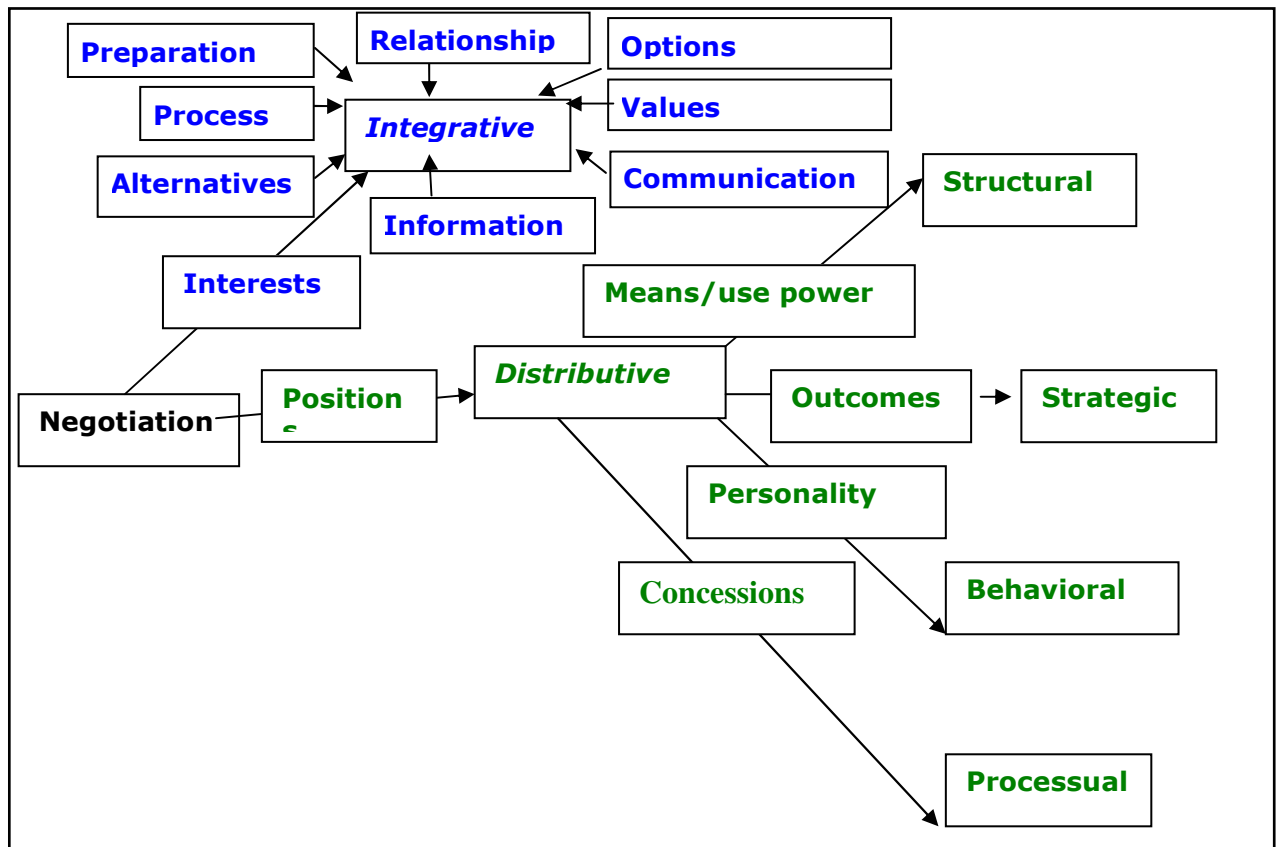 Preparation
Relationship
Options
Process
Integrative
Values
Alternatives
Communication
Structural
Information
Interests
Means/use power
Distributive
Negotiation
Position
s
Outcomes
Strategic
Personality
Concessions
Behavioral
Processual